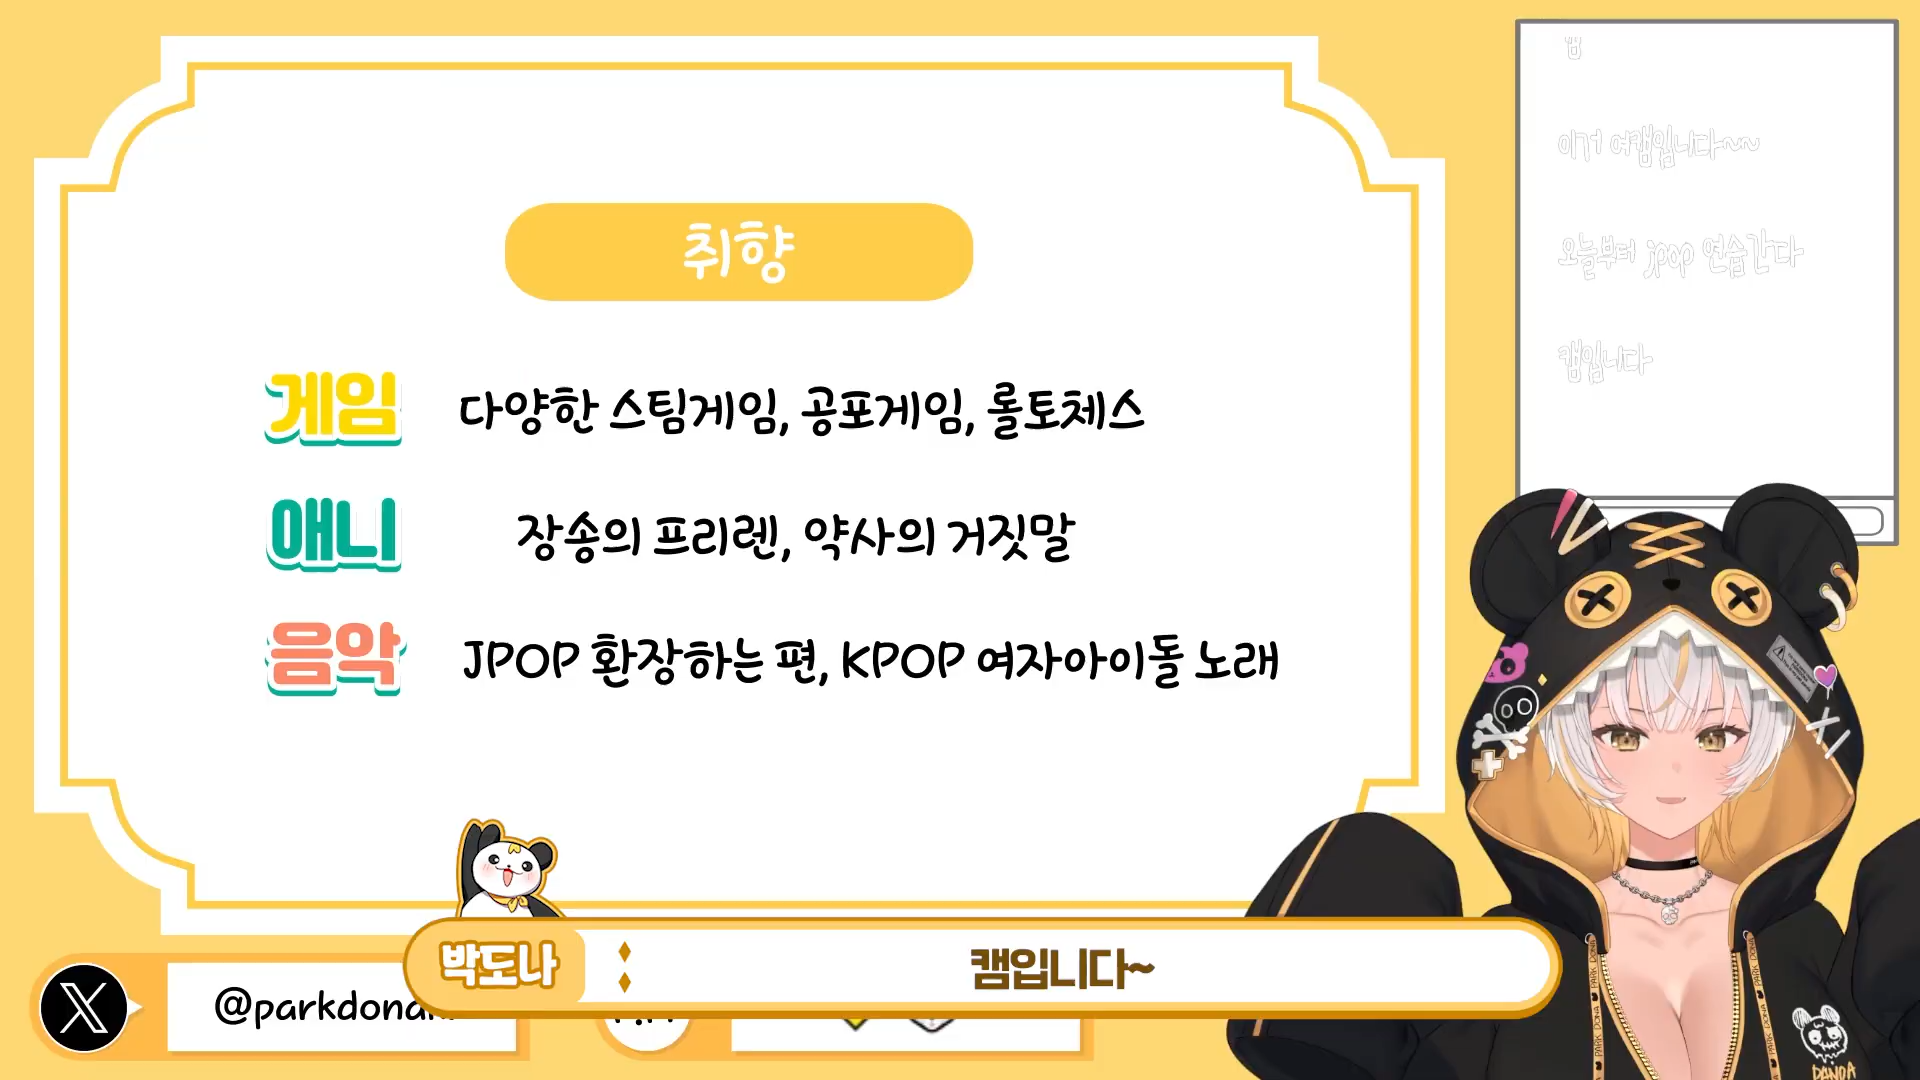 취향
게임 다양한 스팀게임, 공포게임, 롤토체스
애니 장송의 프리렌, 약사의 거짓말
음악 JPOP 환장하는 편, KPOP 여자아이돌 노래
이거 여캠입니다~~
오늘부터 jpop 연습간다
캠입니다
박도나
캠입니다~
@parkdona
PARK DONA
PANDA